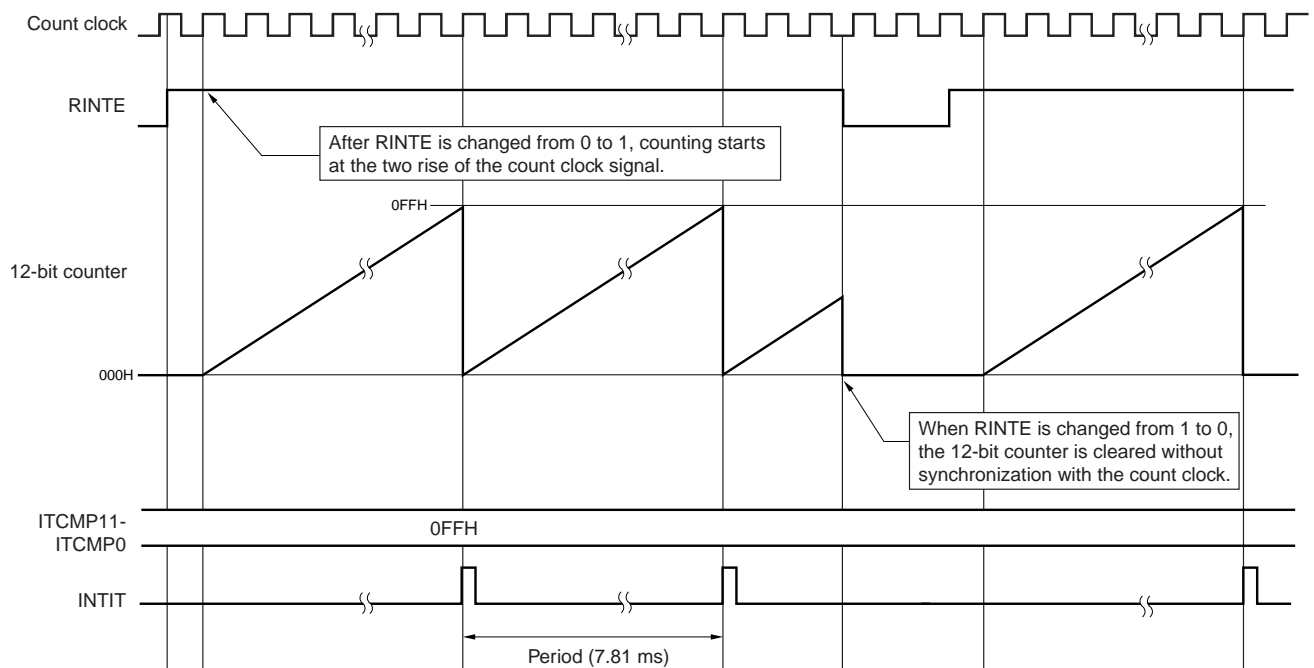 Count clock
RINTE
After RINTE is changed from 0 to 1, counting starts
at the two rise of the count clock signal.
0FFH
12-bit counter
000H
When RINTE is changed from 1 to 0,
the 12-bit counter is cleared without
synchronization with the count clock.
ITCMP11-
ITCMP0
0FFH
INTIT
Period (7.81 ms)